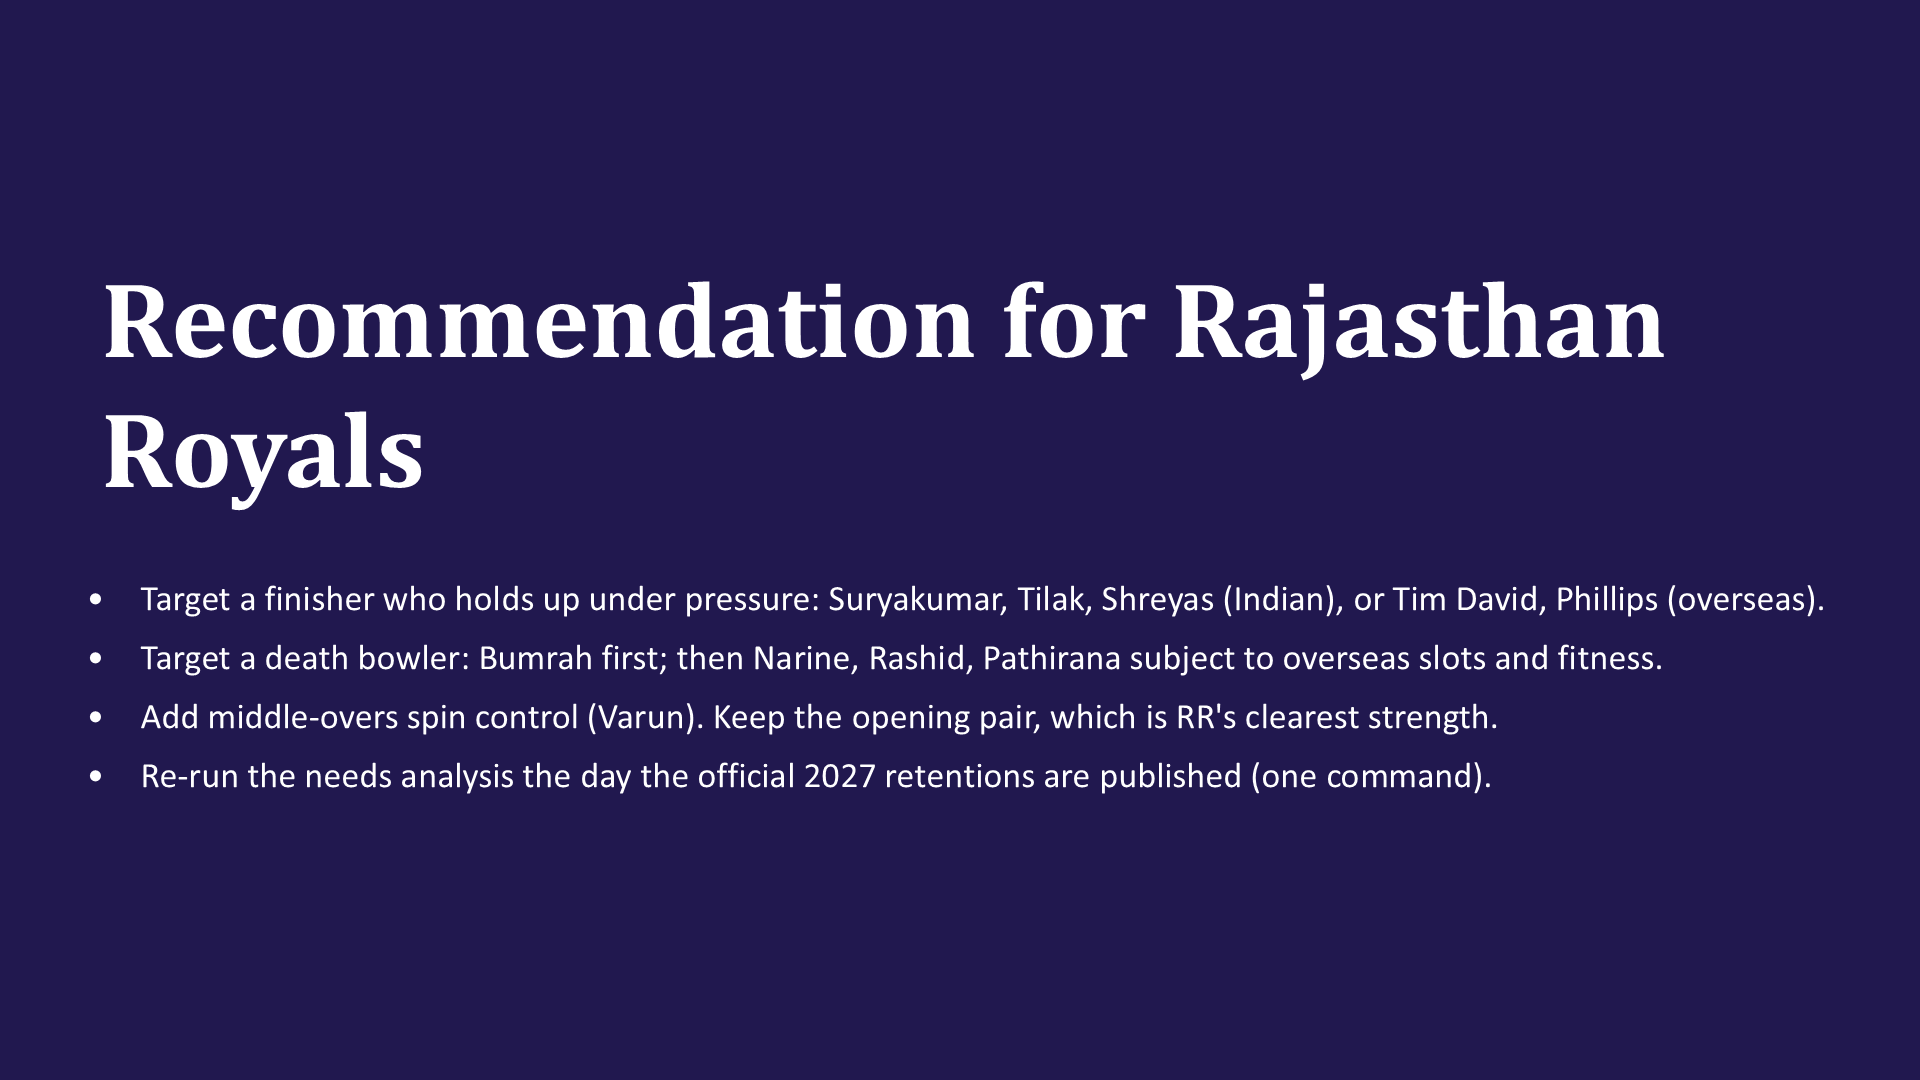 Recommendation for Rajasthan
Royals
• Target a finisher who holds up under pressure: Suryakumar, Tilak, Shreyas (Indian), or Tim David, Phillips (overseas).
• Target a death bowler: Bumrah first; then Narine, Rashid, Pathirana subject to overseas slots and fitness.
• Add middle-overs spin control (Varun). Keep the opening pair, which is RR's clearest strength.
• Re-run the needs analysis the day the official 2027 retentions are published (one command).